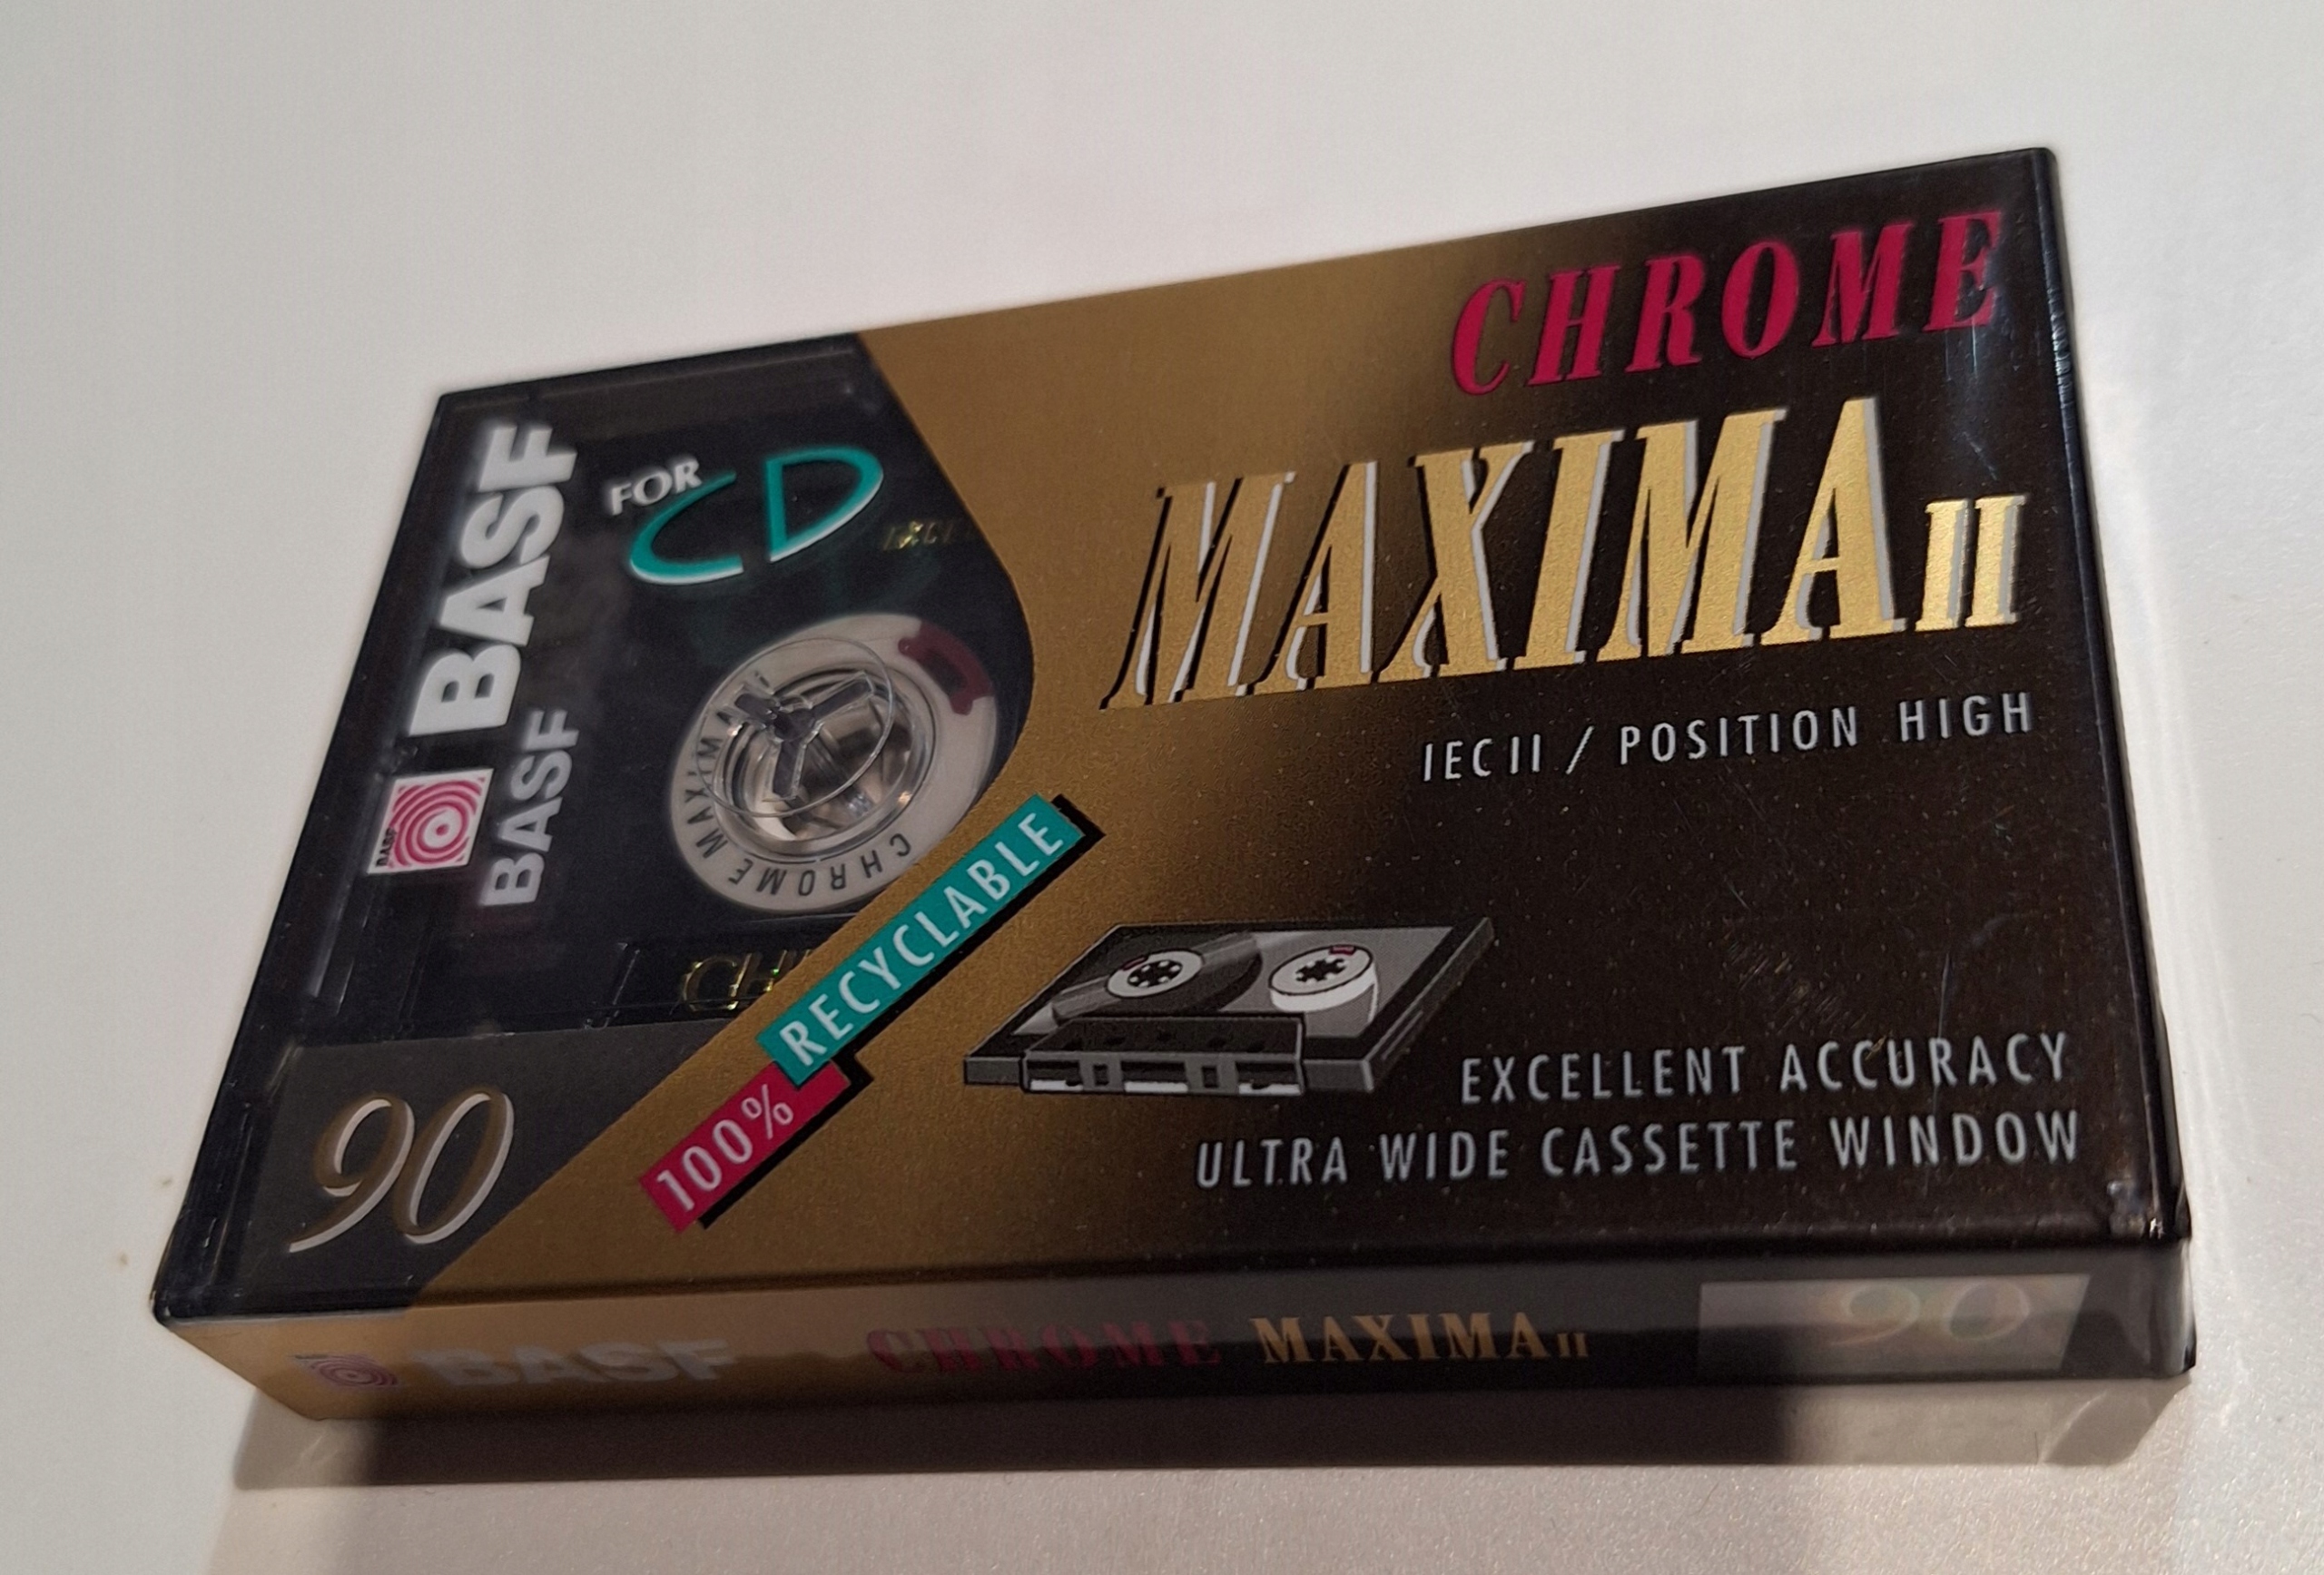 CHROME
MAXIMA II
IEC II / POSITION HIGH
BASF
BASF
BASF
FOR CD
CHROME MAXIMA
100% RECYCLABLE
90
EXCELLENT ACCURACY
ULTRA WIDE CASSETTE WINDOW
BASF CHROME MAXIMA II 90